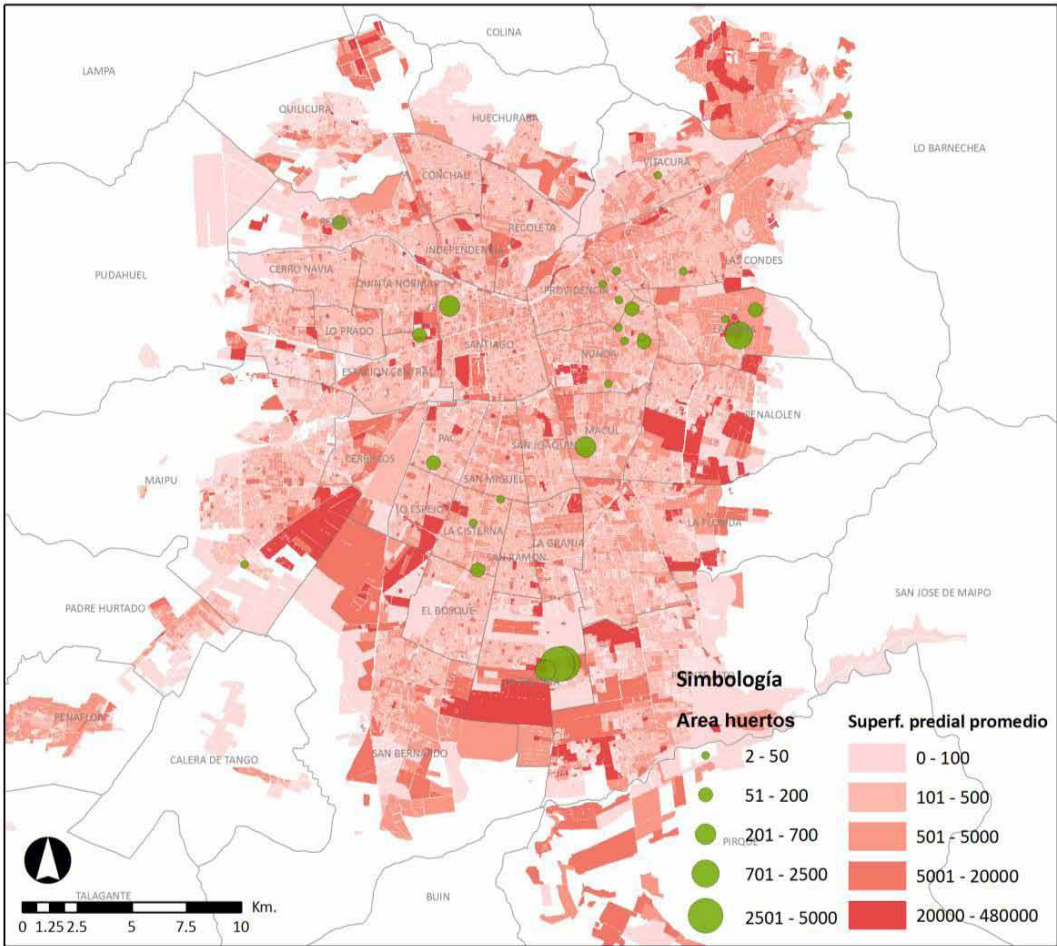 COLINA
LAMPA
QUILICURA
HUECHURABA
LO BARNECHEA
VITACURA
CONCHALI
RECOLETA
INDEPENDENCIA
LAS CONDES
PUDAHUEL
CERRO NAVIA
QUINTA NORMAL
PROVIDENCIA
LO PRADO
SANTIAGO
ÑUÑOA
ESTACION CENTRAL
PEÑALOLEN
PAC
SAN JOAQUIN
MACUL
CERRILLOS
MAIPU
SAN MIGUEL
LO ESPEJO
LA CISTERNA
LA GRANJA
LA FLORIDA
SAN RAMON
PADRE HURTADO
EL BOSQUE
SAN JOSE DE MAIPO
PEÑAFLOR
CALERA DE TANGO
SAN BERNARDO
PIRQUE
TALAGANTE
BUIN
Simbología
Area huertos
2 - 50
51 - 200
201 - 700
701 - 2500
2501 - 5000
Superf. predial promedio
0 - 100
101 - 500
501 - 5000
5001 - 20000
20000 - 480000
Km.
0 1.25 2.5 5 7.5 10